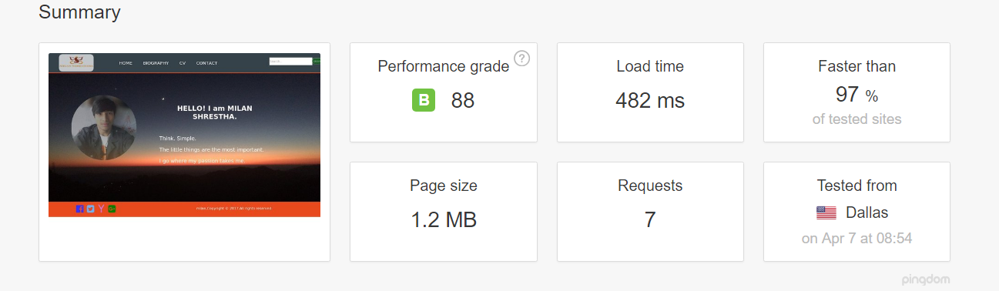 Summary
HOME BIOGRAPHY CV CONTACT
HELLO! I am MILAN
SHRESTHA.
Think. Simple.
The little things are the most important.
I go where my passion takes me.
Copyright © 2017.All rights reserved
Performance grade ?
B 88
Load time
482 ms
Faster than
97 %
of tested sites
Page size
1.2 MB
Requests
7
Tested from
Dallas
on Apr 7 at 08:54
pingdom